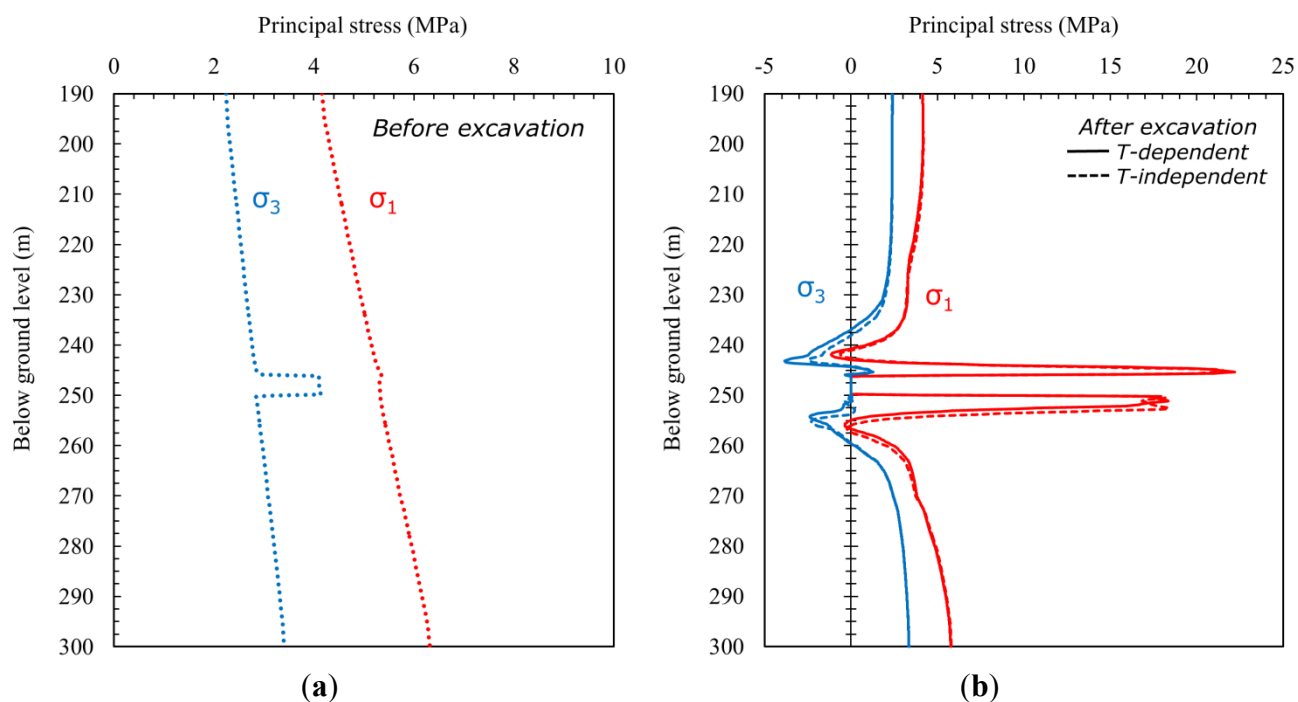 Principal stress (MPa)
0 2 4 6 8 10
190
200
210
220
230
240
250
260
270
280
290
300
Below ground level (m)
Before excavation
σ3
σ1
(a)
Principal stress (MPa)
-5 0 5 10 15 20 25
190
200
210
220
230
240
250
260
270
280
290
300
Below ground level (m)
After excavation
T-dependent
T-independent
σ3
σ1
(b)